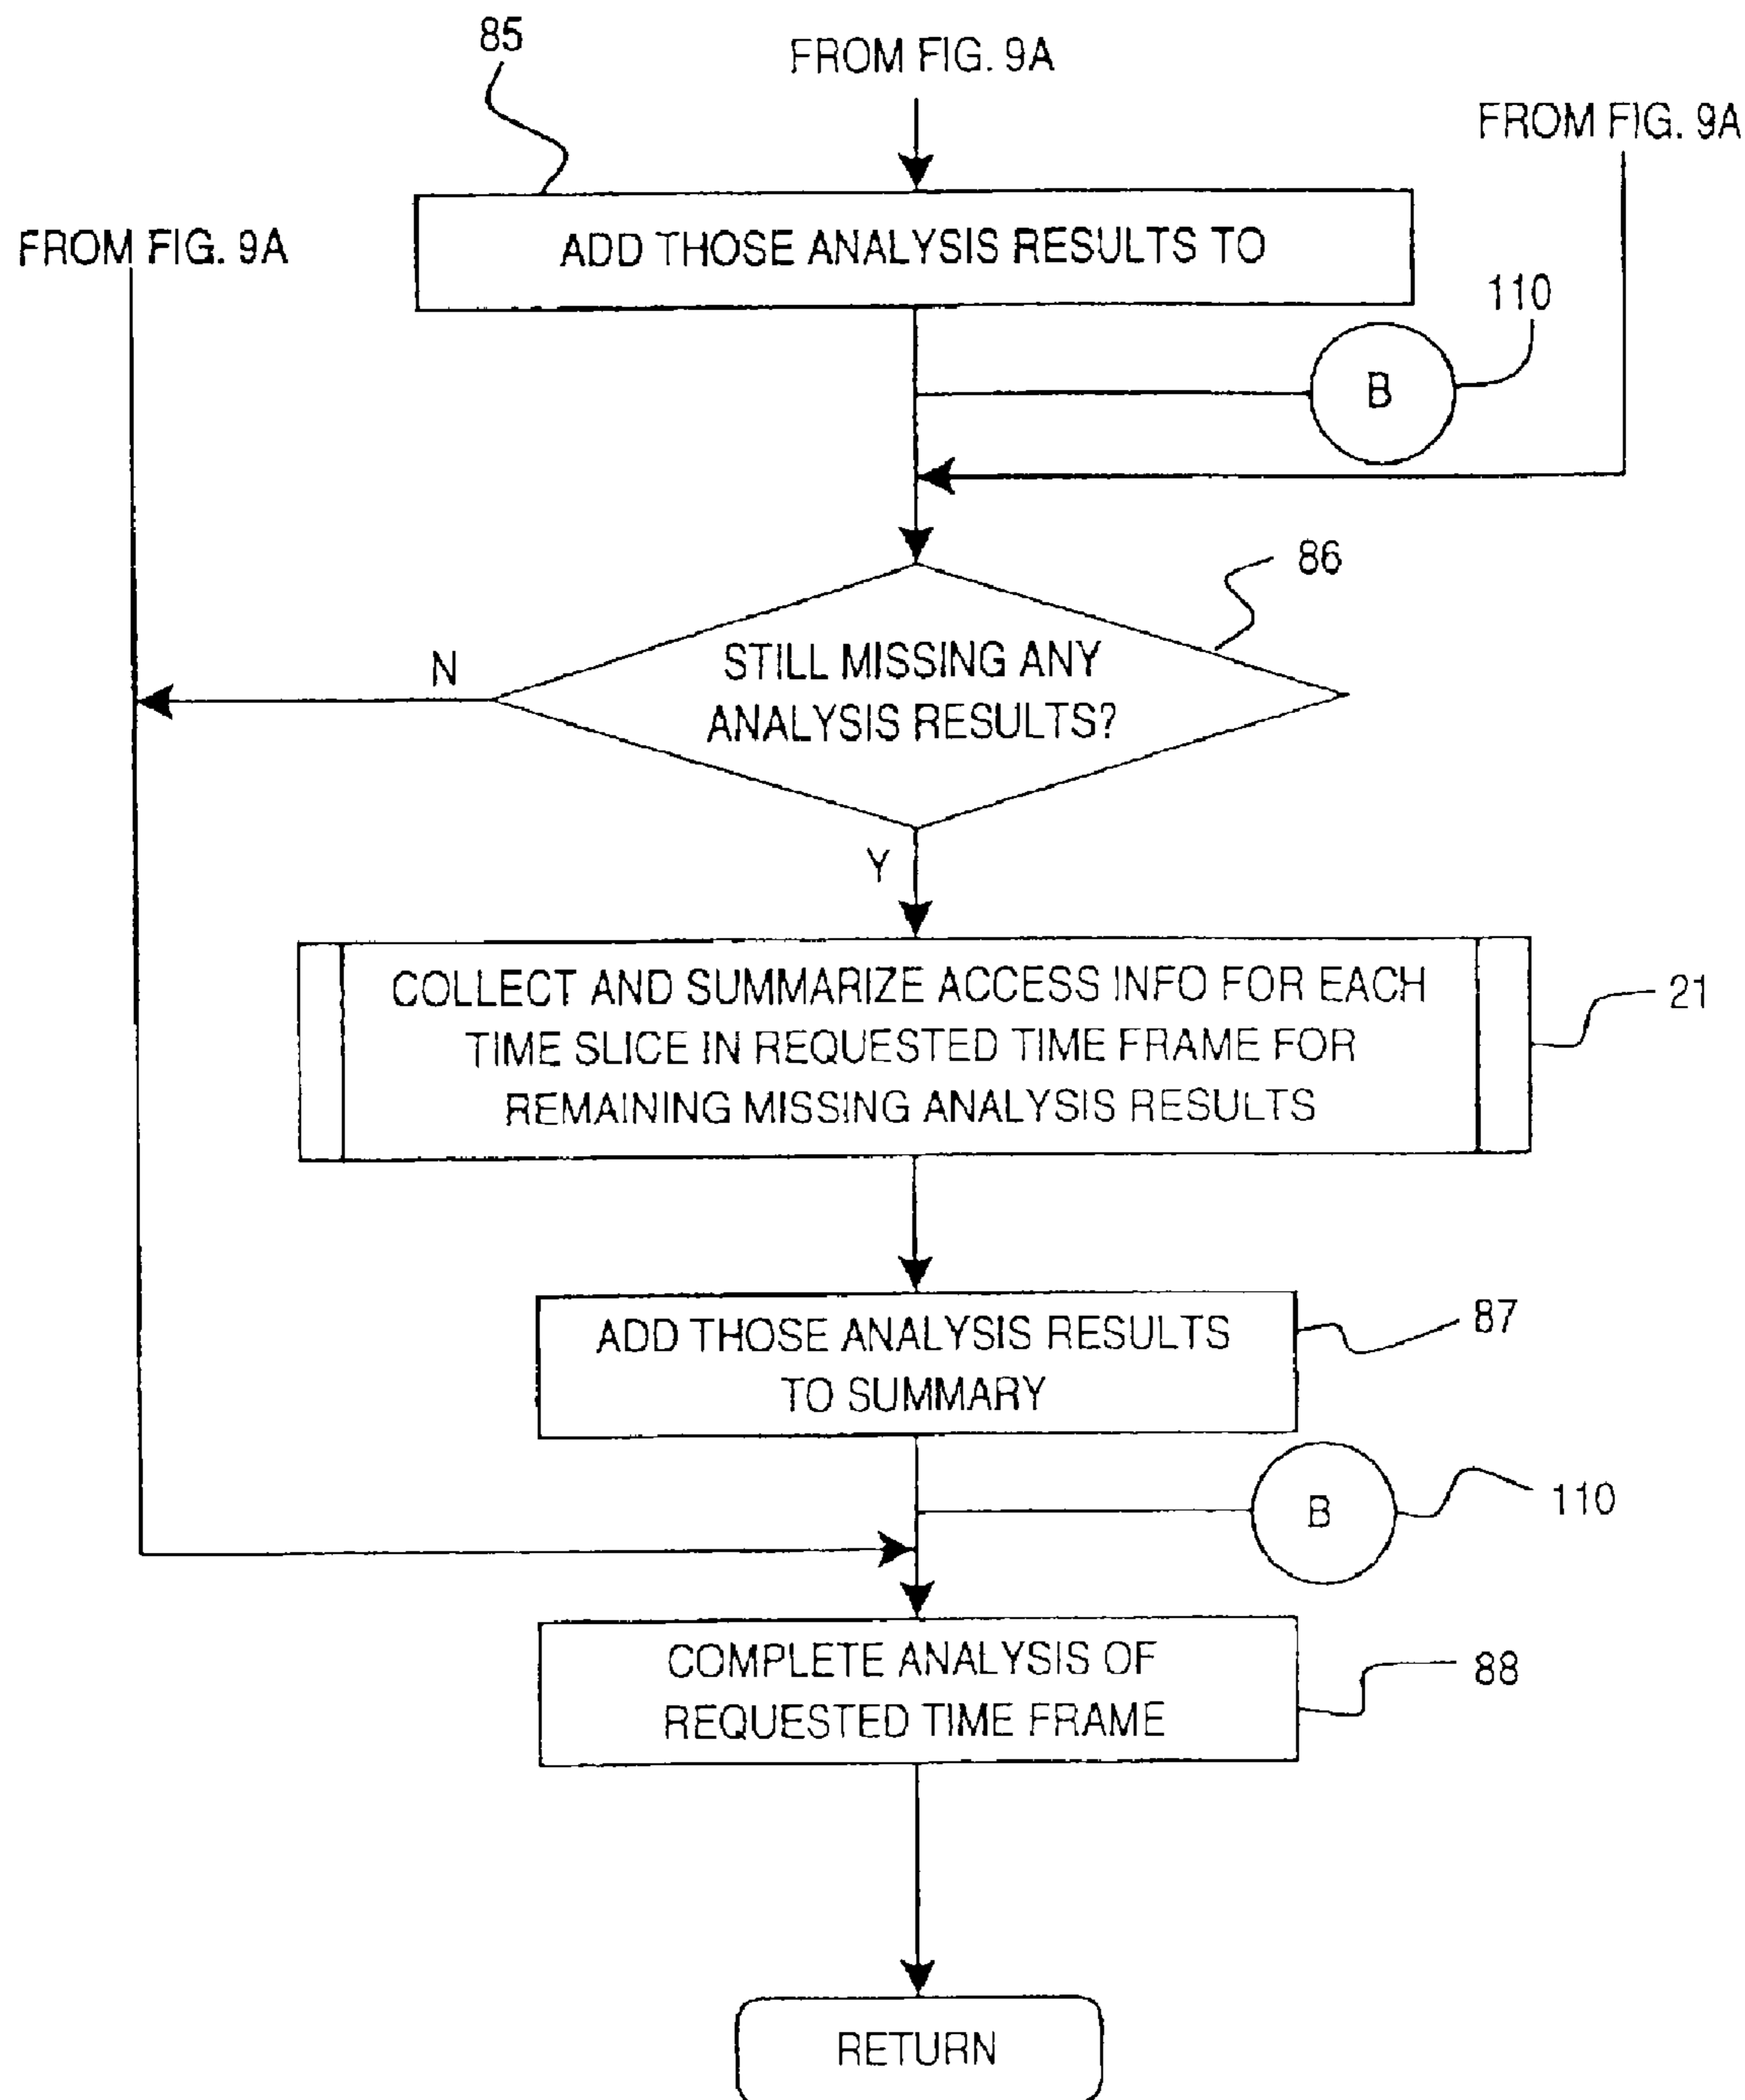 85
FROM FIG. 9A
FROM FIG. 9A
FROM FIG. 9A
ADD THOSE ANALYSIS RESULTS TO
110
B
86
STILL MISSING ANY
ANALYSIS RESULTS?
N
Y
COLLECT AND SUMMARIZE ACCESS INFO FOR EACH
TIME SLICE IN REQUESTED TIME FRAME FOR
REMAINING MISSING ANALYSIS RESULTS
21
ADD THOSE ANALYSIS RESULTS
TO SUMMARY
87
B
110
COMPLETE ANALYSIS OF
REQUESTED TIME FRAME
88
RETURN